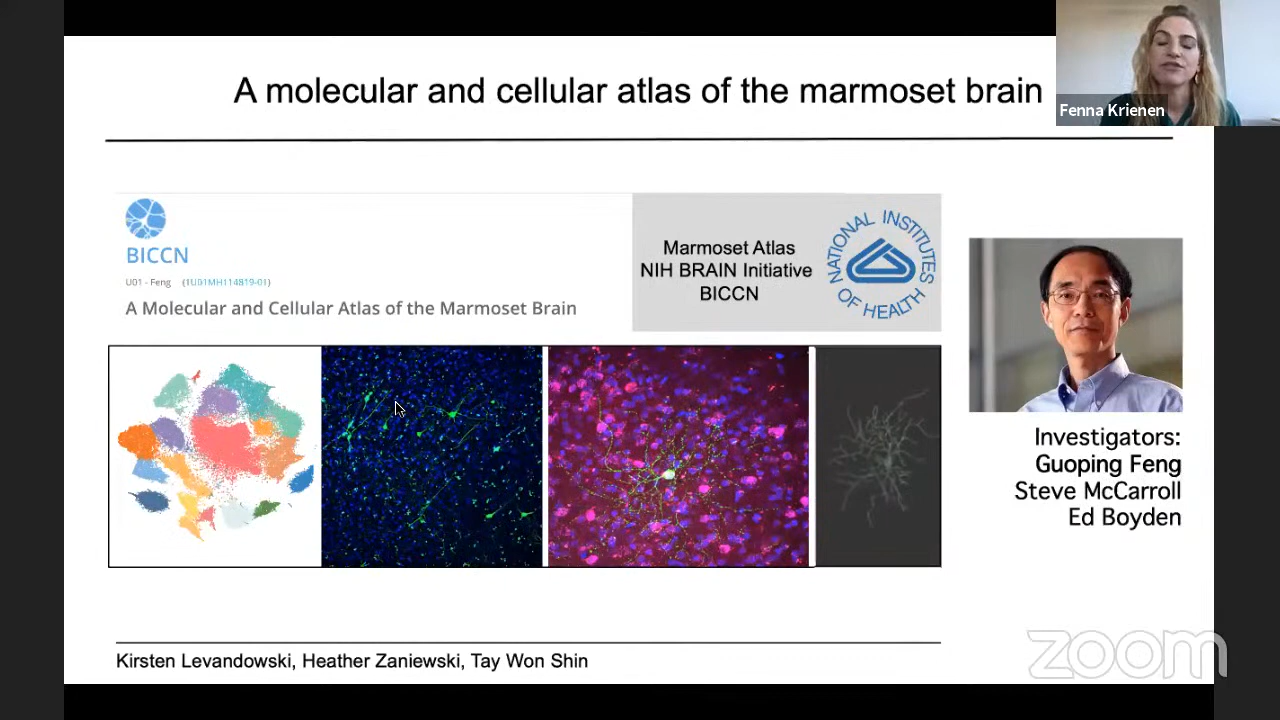 A molecular and cellular atlas of the marmoset brain
Fenna Krienen
BICCN
U01 - Feng (1U01MH114819-01)
A Molecular and Cellular Atlas of the Marmoset Brain
Marmoset Atlas
NIH BRAIN Initiative
BICCN
NATIONAL INSTITUTES
OF HEALTH
Investigators:
Guoping Feng
Steve McCarroll
Ed Boyden
Kirsten Levandowski, Heather Zaniewski, Tay Won Shin
zoom